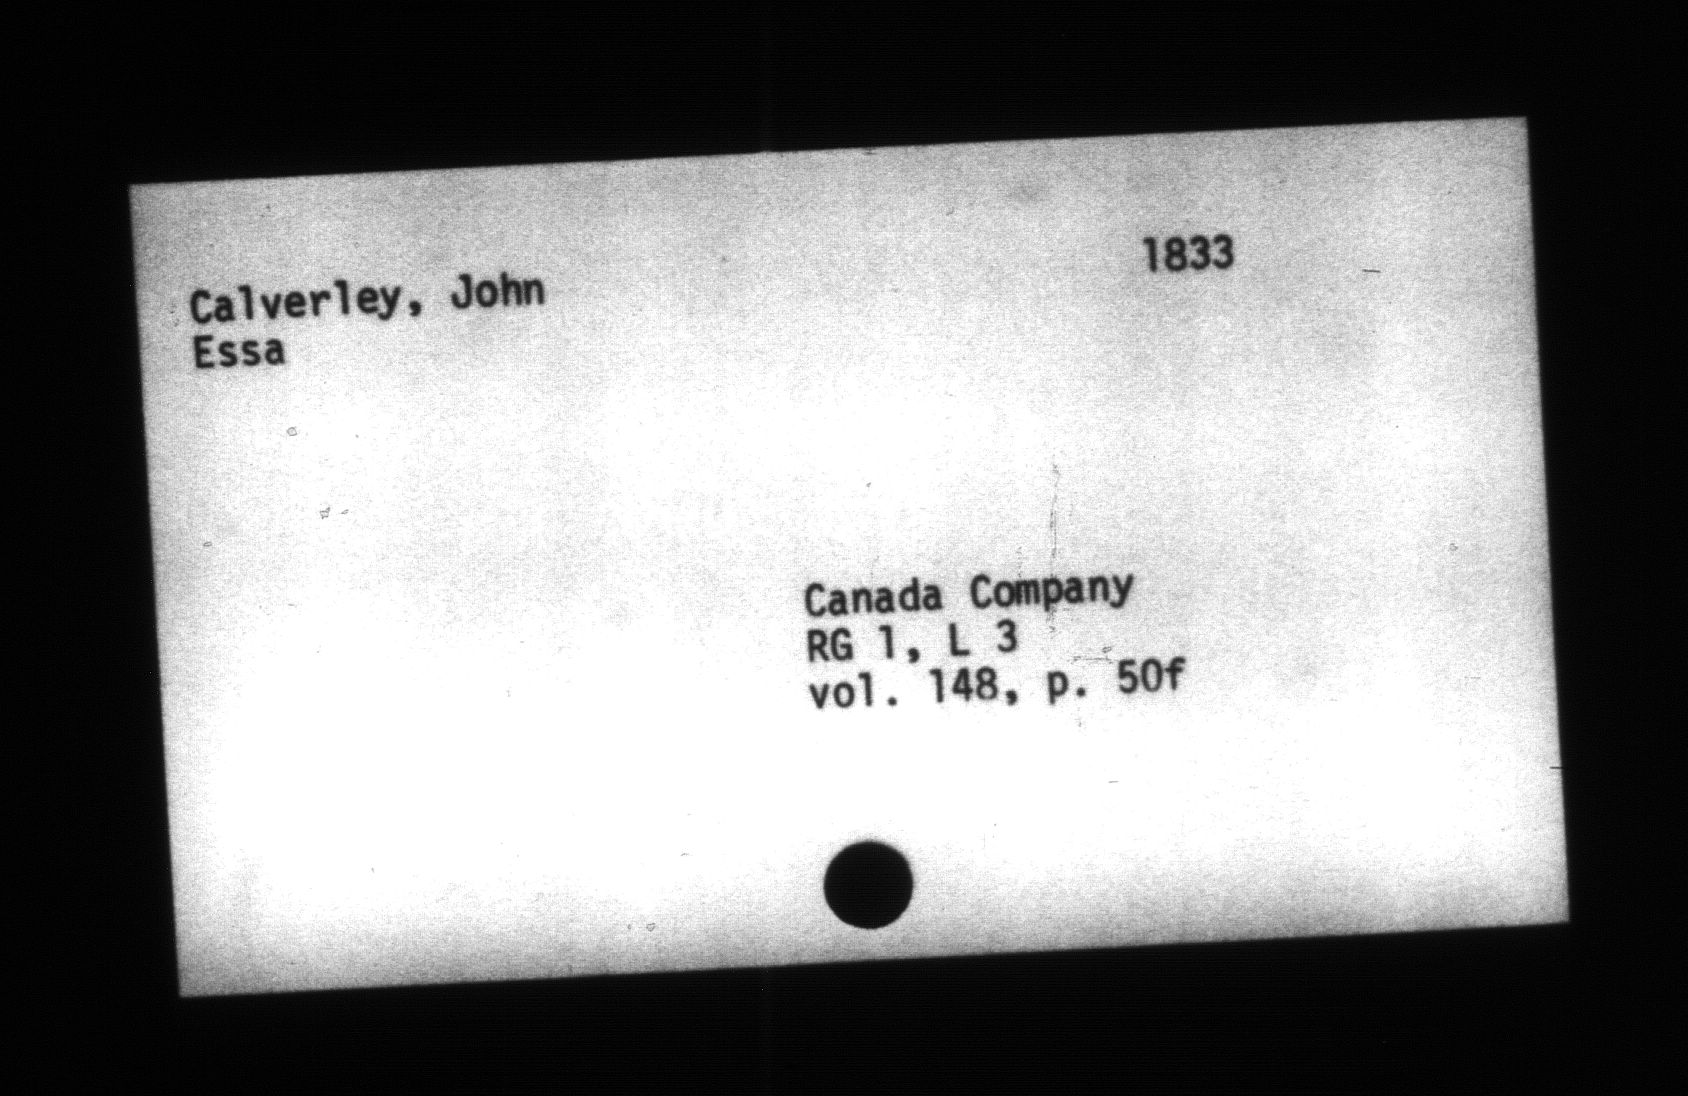 1833
Calverley, John
Essa
Canada Company
RG 1, L 3
vol. 148, p. 50f